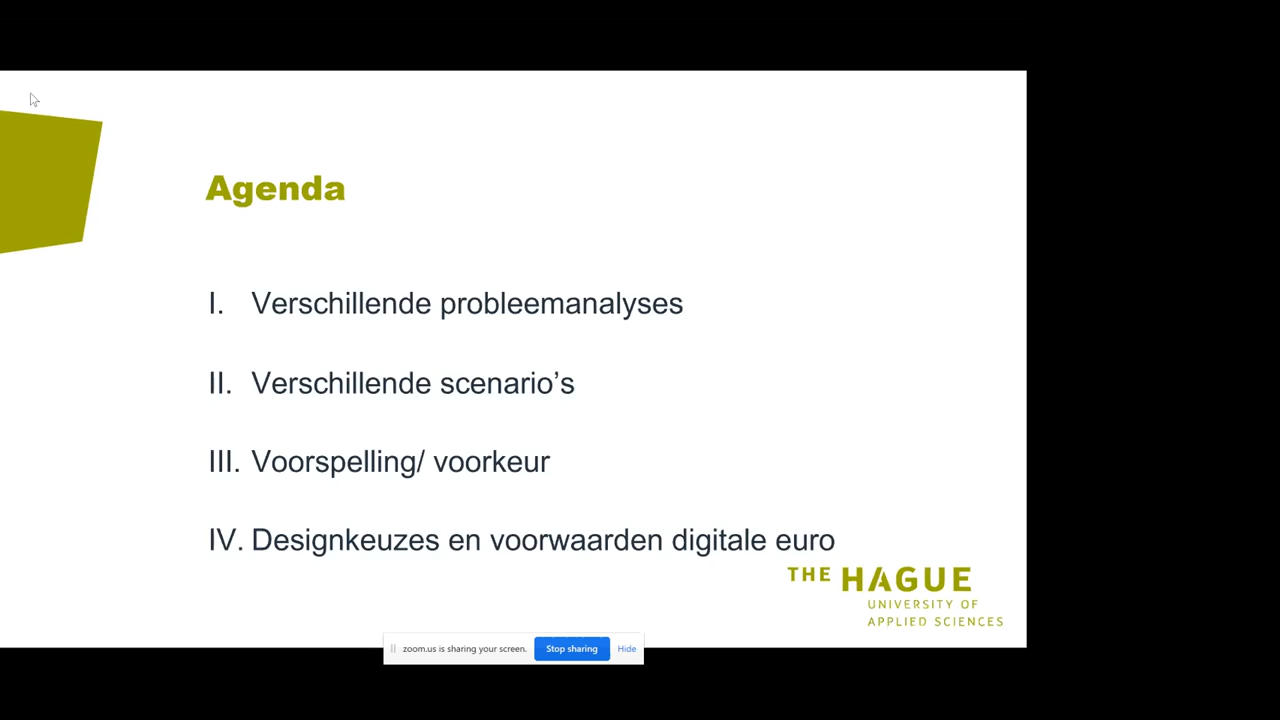 Agenda
I. Verschillende probleemanalyses
II. Verschillende scenario’s
III. Voorspelling/ voorkeur
IV. Designkeuzes en voorwaarden digitale euro
THE HAGUE
UNIVERSITY OF
APPLIED SCIENCES
zoom.us is sharing your screen. Stop sharing Hide